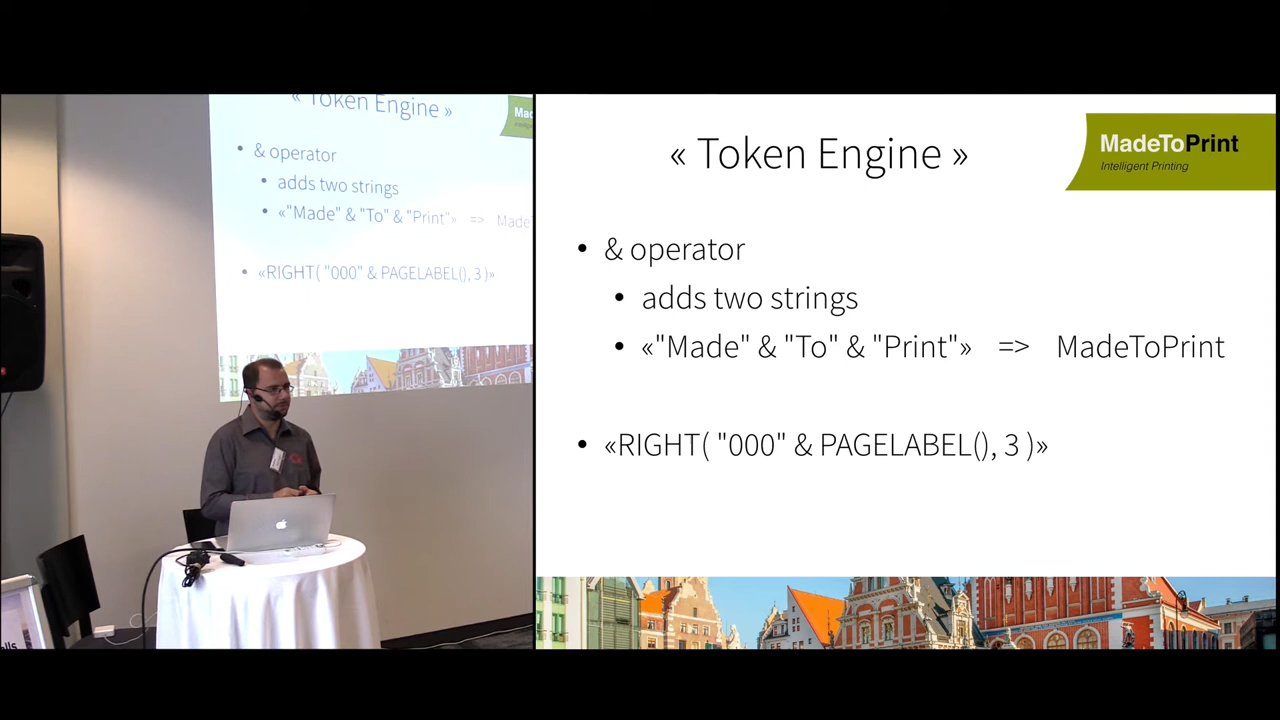 « Token Engine »
& operator
adds two strings
«"Made" & "To" & "Print"» => Made
«RIGHT( "000" & PAGELABEL(), 3 )»
Mad
« Token Engine »
MadeToPrint
Intelligent Printing
• & operator
• adds two strings
• «"Made" & "To" & "Print"» => MadeToPrint
• «RIGHT( "000" & PAGELABEL(), 3 )»